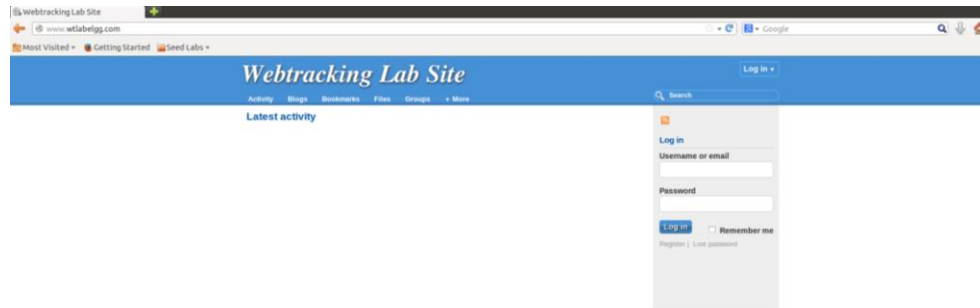 Webtracking Lab Site
www.wtlabelgg.com
Google
Most Visited Getting Started Seed Labs
Webtracking Lab Site
Log in
Activity Blogs Bookmarks Files Groups More
Search
Latest activity
Log in
Username or email
Password
Log in Remember me
Register | Lost password